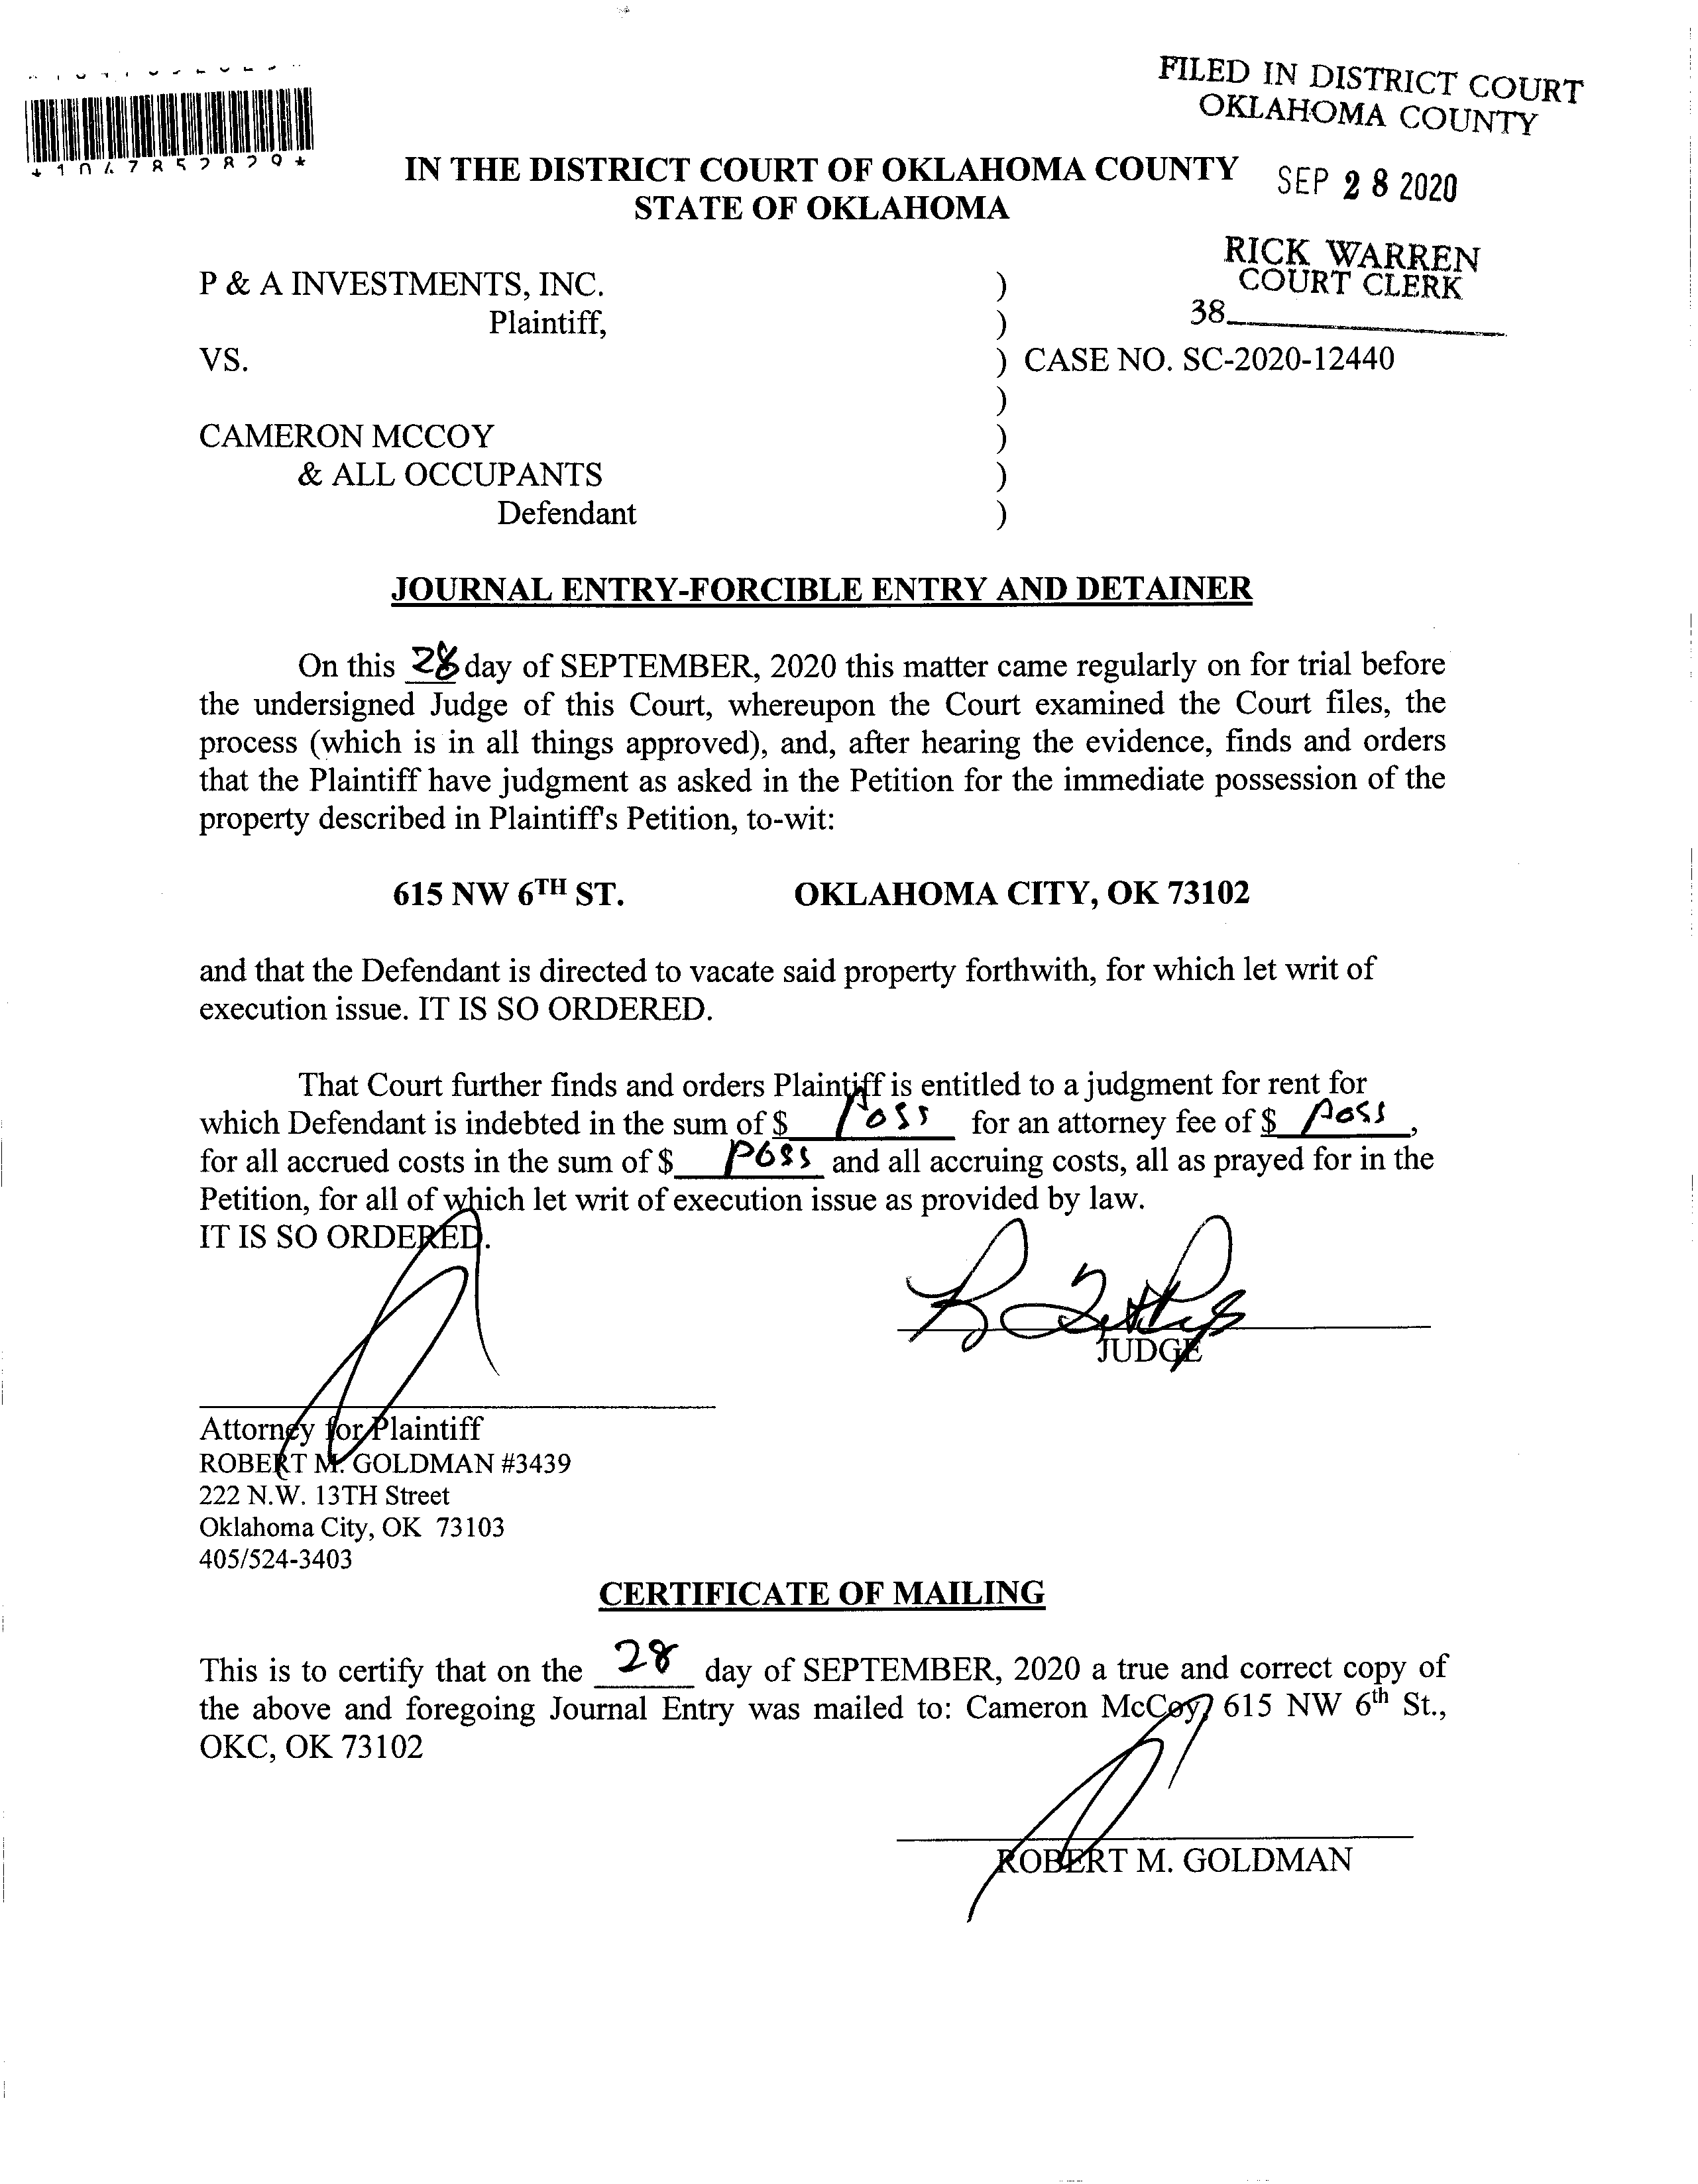 FILED IN DISTRICT COURT
OKLAHOMA COUNTY
*1047852829*
IN THE DISTRICT COURT OF OKLAHOMA COUNTY
STATE OF OKLAHOMA
SEP 28 2020
RICK WARREN
COURT CLERK
38
P & A INVESTMENTS, INC. )
Plaintiff, )
VS. ) CASE NO. SC-2020-12440
)
CAMERON MCCOY )
& ALL OCCUPANTS )
Defendant )
JOURNAL ENTRY-FORCIBLE ENTRY AND DETAINER
On this 28 day of SEPTEMBER, 2020 this matter came regularly on for trial before
the undersigned Judge of this Court, whereupon the Court examined the Court files, the
process (which is in all things approved), and, after hearing the evidence, finds and orders
that the Plaintiff have judgment as asked in the Petition for the immediate possession of the
property described in Plaintiff's Petition, to-wit:
615 NW 6TH ST. OKLAHOMA CITY, OK 73102
and that the Defendant is directed to vacate said property forthwith, for which let writ of
execution issue. IT IS SO ORDERED.
That Court further finds and orders Plaintiff is entitled to a judgment for rent for
which Defendant is indebted in the sum of $ Poss for an attorney fee of $ Poss,
for all accrued costs in the sum of $ Poss and all accruing costs, all as prayed for in the
Petition, for all of which let writ of execution issue as provided by law.
IT IS SO ORDERED.
JUDGE
Attorney for Plaintiff
ROBERT M. GOLDMAN #3439
222 N.W. 13TH Street
Oklahoma City, OK 73103
405/524-3403
CERTIFICATE OF MAILING
This is to certify that on the 28 day of SEPTEMBER, 2020 a true and correct copy of
the above and foregoing Journal Entry was mailed to: Cameron McCoy, 615 NW 6th St.,
OKC, OK 73102
ROBERT M. GOLDMAN